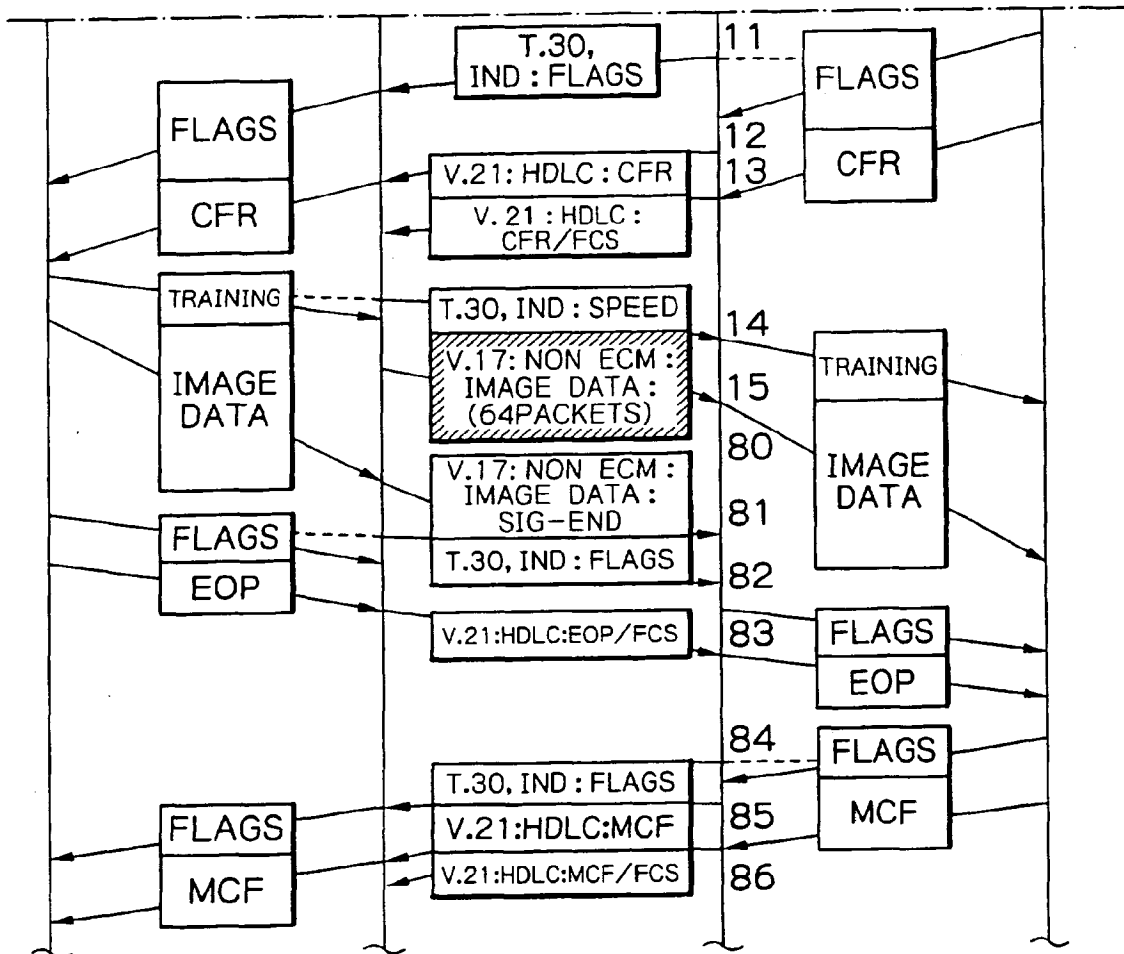 T.30,
IND : FLAGS
11
FLAGS
FLAGS
12
CFR
V.21: HDLC : CFR
13
CFR
V. 21 : HDLC :
CFR/FCS
TRAINING
T.30, IND : SPEED
14
TRAINING
IMAGE
DATA
V.17: NON ECM :
IMAGE DATA :
(64PACKETS)
15
80
IMAGE
DATA
V.17: NON ECM :
IMAGE DATA :
SIG-END
81
FLAGS
T.30, IND : FLAGS
82
EOP
V.21:HDLC:EOP/FCS
83
FLAGS
EOP
84
FLAGS
T.30, IND : FLAGS
MCF
FLAGS
V.21:HDLC:MCF
85
MCF
V.21:HDLC:MCF/FCS
86